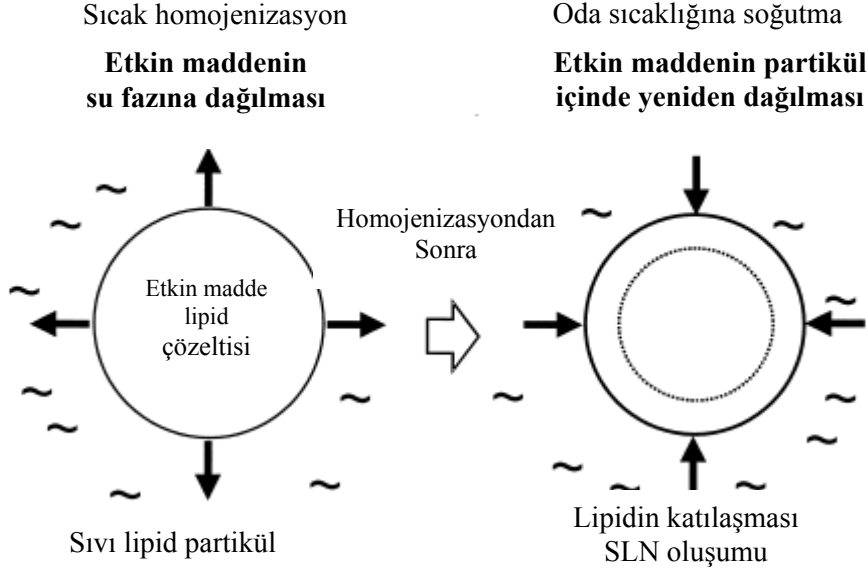 Sıcak homojenizasyon
Etkin maddenin
su fazına dağılması
Etkin madde
lipid
çözeltisi
Sıvı lipid partikül
Homojenizasyondan
Sonra
Oda sıcaklığına soğutma
Etkin maddenin partikül
içinde yeniden dağılması
Lipidin katılaşması
SLN oluşumu